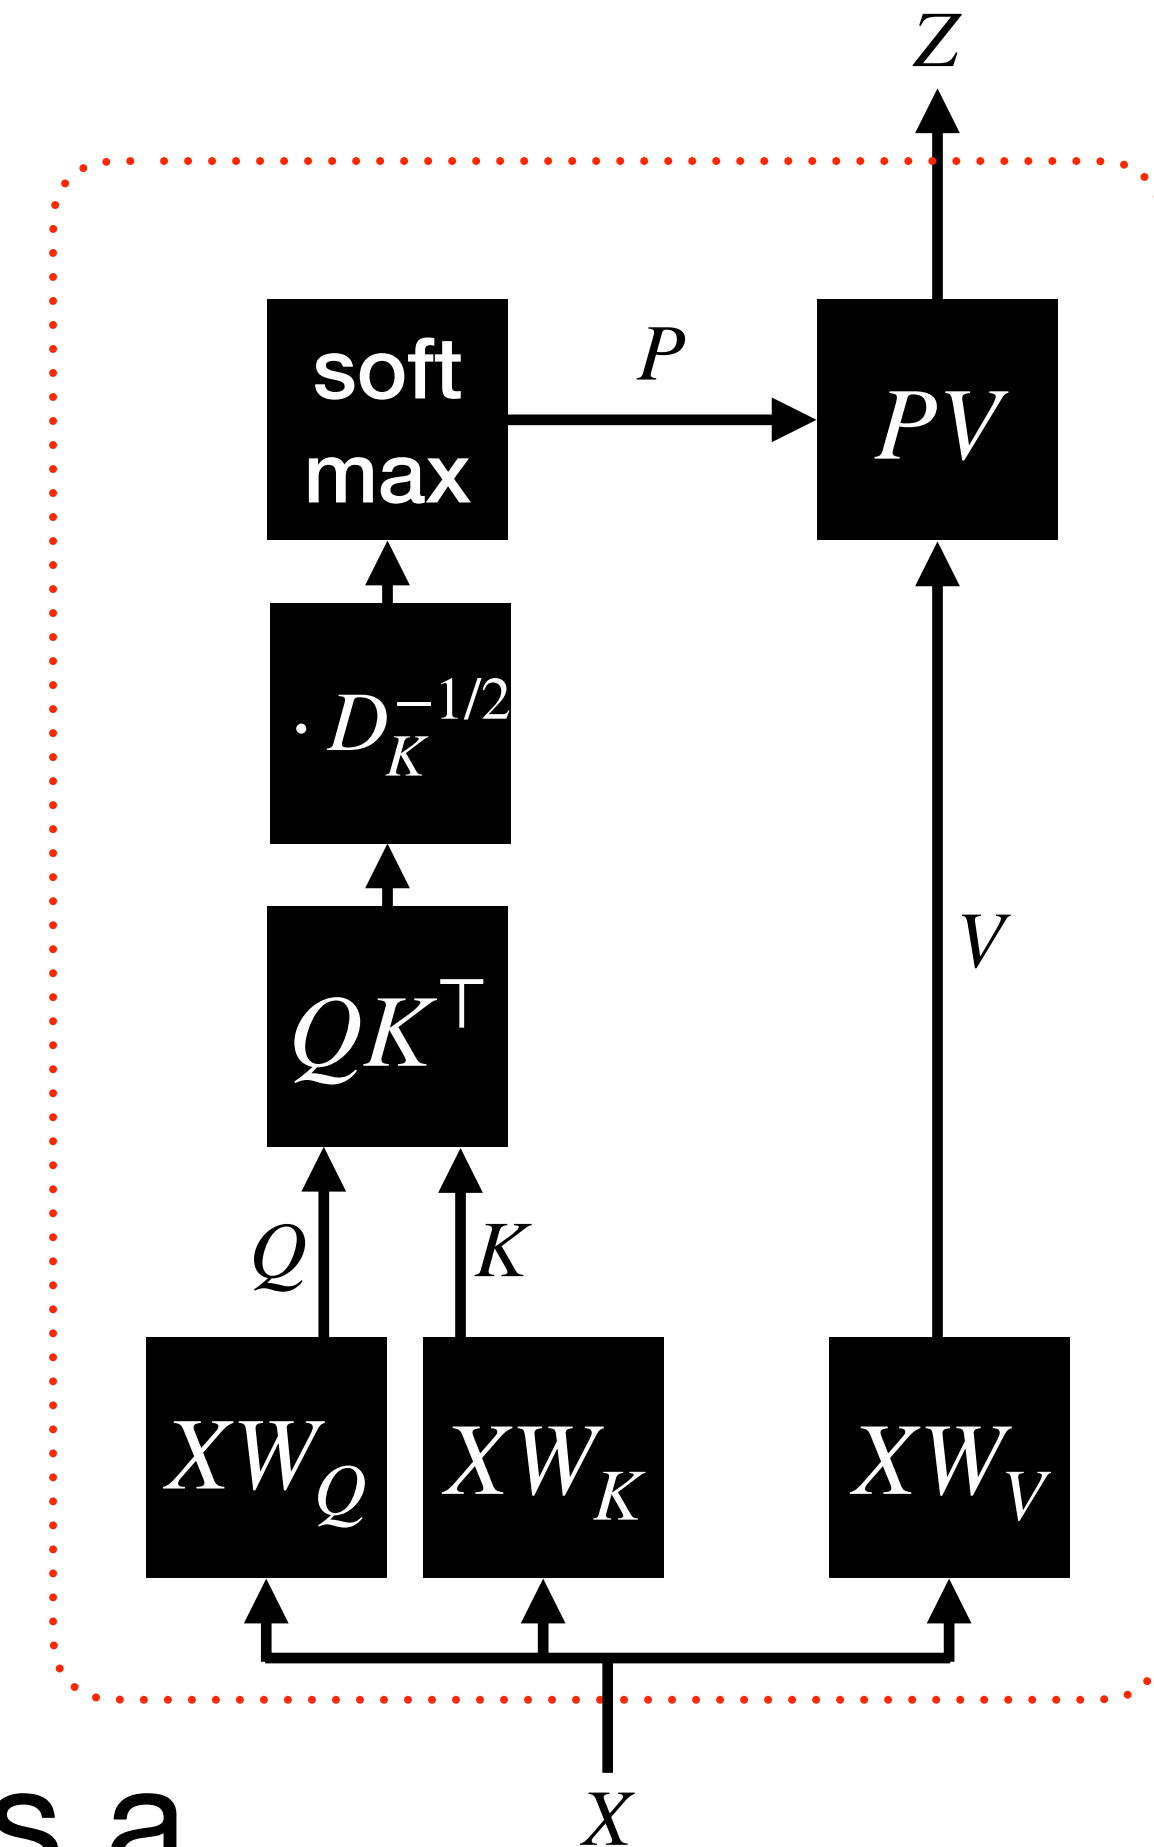 Z
soft
max
P
PV
· D_K^{-1/2}
QK^⊤
V
Q
K
XW_Q
XW_K
XW_V
X
s a